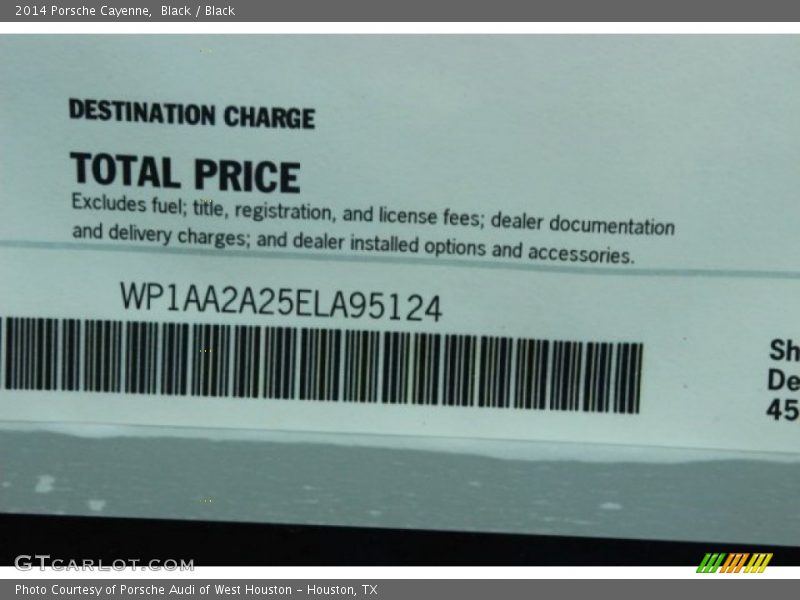 2014 Porsche Cayenne, Black / Black
DESTINATION CHARGE
TOTAL PRICE
Excludes fuel; title, registration, and license fees; dealer documentation
and delivery charges; and dealer installed options and accessories.
WP1AA2A25ELA95124
Sh
De
45
GTCARLOT.COM
Photo Courtesy of Porsche Audi of West Houston – Houston, TX